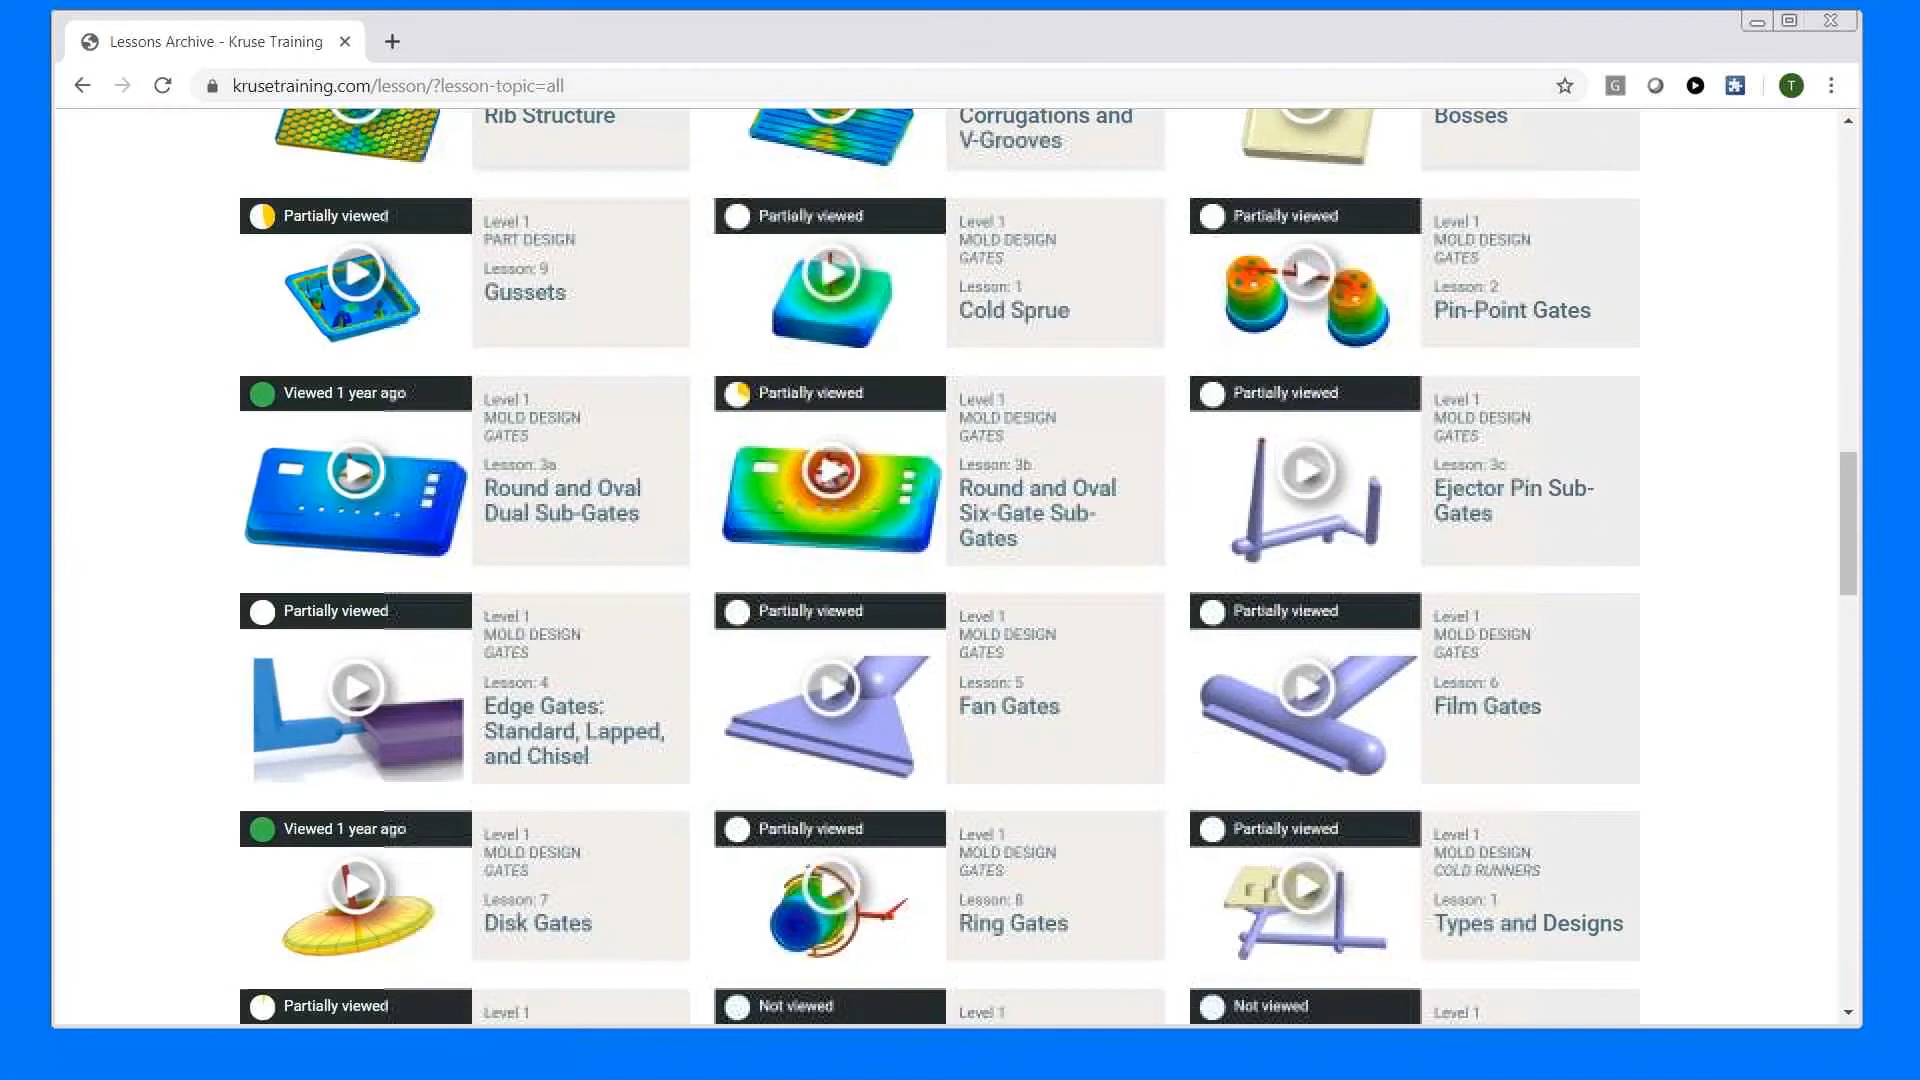 Lessons Archive - Kruse Training
krusetraining.com/lesson/?lesson-topic=all
G
T
Rib Structure
Corrugations and
V-Grooves
Bosses
Partially viewed
Level 1
PART DESIGN
Lesson: 9
Gussets
Partially viewed
Level 1
MOLD DESIGN
GATES
Lesson: 1
Cold Sprue
Partially viewed
Level 1
MOLD DESIGN
GATES
Lesson: 2
Pin-Point Gates
Viewed 1 year ago
Level 1
MOLD DESIGN
GATES
Lesson: 3a
Round and Oval
Dual Sub-Gates
Partially viewed
Level 1
MOLD DESIGN
GATES
Lesson: 3b
Round and Oval
Six-Gate Sub-
Gates
Partially viewed
Level 1
MOLD DESIGN
GATES
Lesson: 3c
Ejector Pin Sub-
Gates
Partially viewed
Level 1
MOLD DESIGN
GATES
Lesson: 4
Edge Gates:
Standard, Lapped,
and Chisel
Partially viewed
Level 1
MOLD DESIGN
GATES
Lesson: 5
Fan Gates
Partially viewed
Level 1
MOLD DESIGN
GATES
Lesson: 6
Film Gates
Viewed 1 year ago
Level 1
MOLD DESIGN
GATES
Lesson: 7
Disk Gates
Partially viewed
Level 1
MOLD DESIGN
GATES
Lesson: 8
Ring Gates
Partially viewed
Level 1
MOLD DESIGN
COLD RUNNERS
Lesson: 1
Types and Designs
Partially viewed
Level 1
Not viewed
Level 1
Not viewed
Level 1